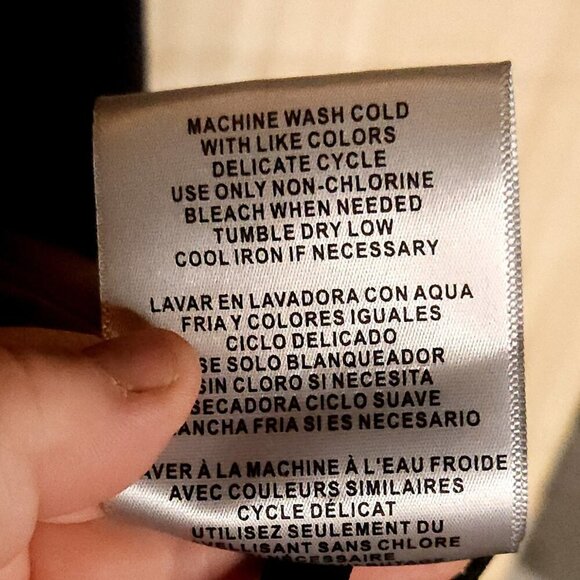 MACHINE WASH COLD
WITH LIKE COLORS
DELICATE CYCLE
USE ONLY NON-CHLORINE
BLEACH WHEN NEEDED
TUMBLE DRY LOW
COOL IRON IF NECESSARY
LAVAR EN LAVADORA CON AQUA
FRIA Y COLORES IGUALES
CICLO DELICADO
SE SOLO BLANQUEADOR
SIN CLORO SI NECESITA
SECADORA CICLO SUAVE
ANCHA FRIA SI ES NECESARIO
AVER À LA MACHINE À L'EAU FROIDE
AVEC COULEURS SIMILAIRES
CYCLE DÉLICAT
UTILISEZ SEULEMENT DU
SANS CHLORE